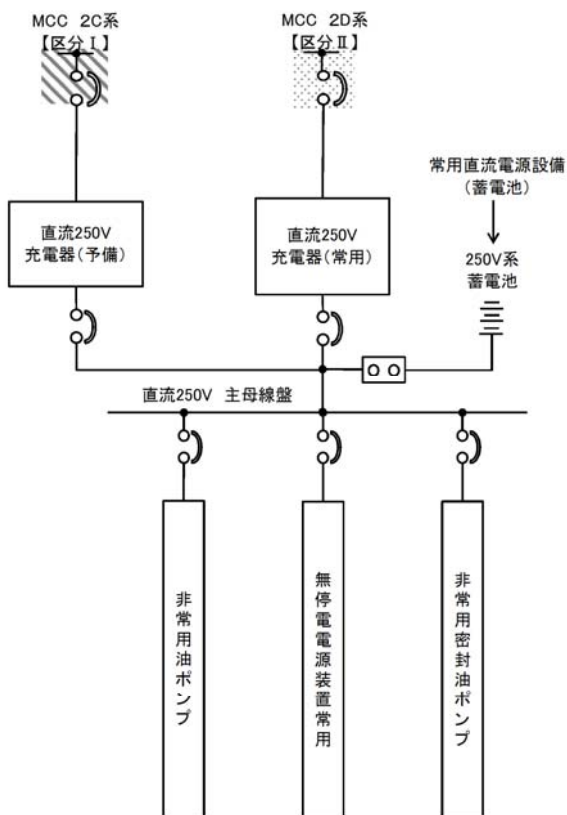 MCC 2C系
【区分Ⅰ】
MCC 2D系
【区分Ⅱ】
常用直流電源設備
(蓄電池)
直流250V
充電器(予備)
直流250V
充電器(常用)
250V系
蓄電池
直流250V 主母線盤
非常用油ポンプ
無停電電源装置常用
非常用密封油ポンプ